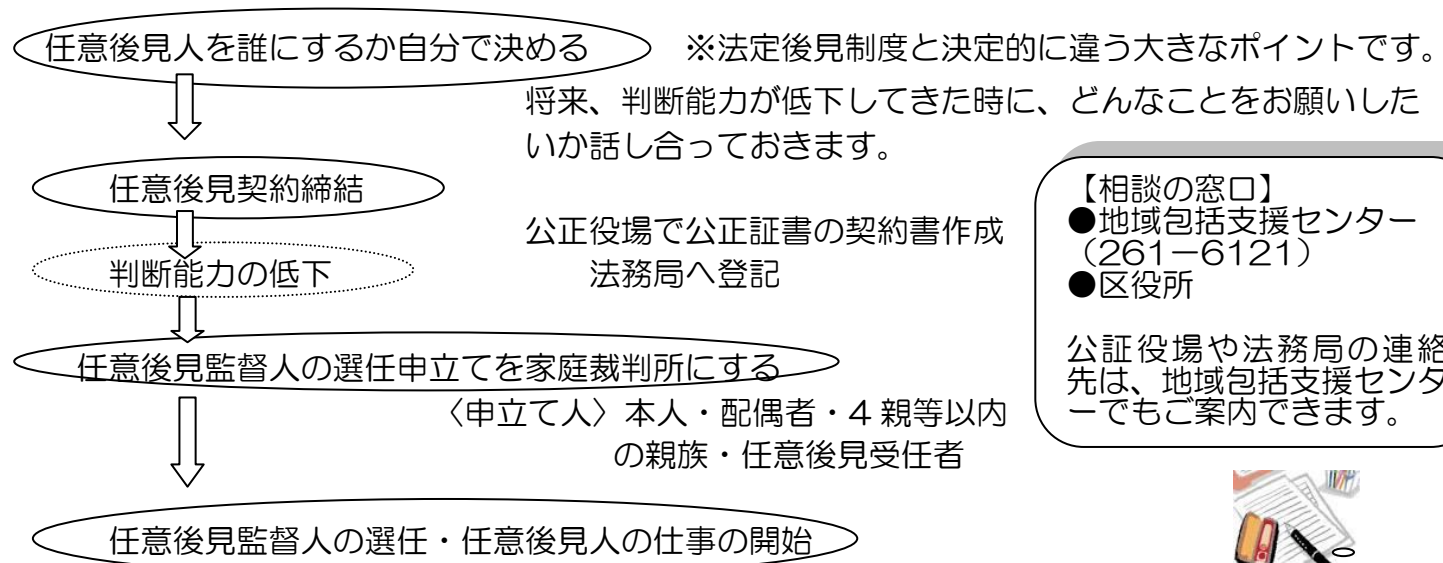 任意後見人を誰にするか自分で決める
※法定後見制度と決定的に違う大きなポイントです。
将来、判断能力が低下してきた時に、どんなことをお願いした
いか話し合っておきます。
任意後見契約締結
公正役場で公正証書の契約書作成
法務局へ登記
判断能力の低下
任意後見監督人の選任申立てを家庭裁判所にする
〈申立て人〉本人・配偶者・4親等以内
の親族・任意後見受任者
任意後見監督人の選任・任意後見人の仕事の開始
【相談の窓口】
●地域包括支援センター
(261-6121)
●区役所
公証役場や法務局の連絡
先は、地域包括支援センタ
ーでもご案内できます。